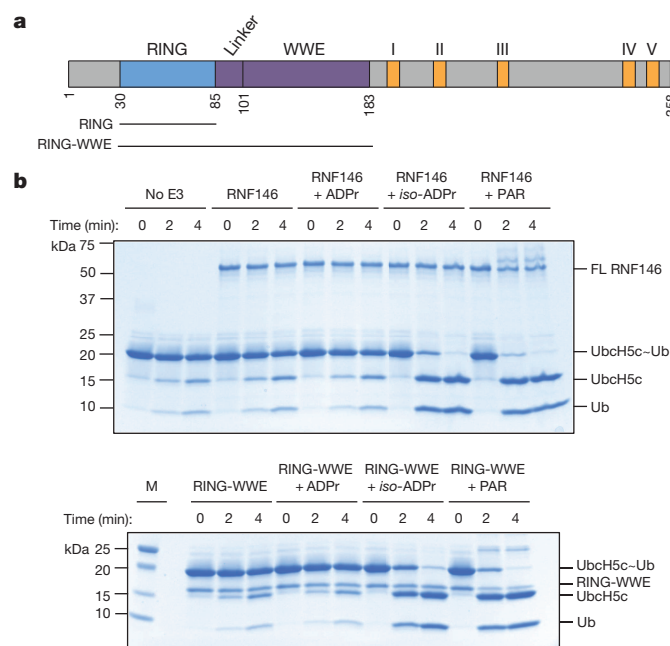 a
RING Linker WWE I II III IV V
1 30 85 101 183
RING
RING-WWE
b
No E3 RNF146 RNF146 + ADPr RNF146 + iso-ADPr RNF146 + PAR
Time (min): 0 2 4 0 2 4 0 2 4 0 2 4 0 2 4
kDa 75
50
37
25
20
15
10
FL RNF146
UbcH5c~Ub
UbcH5c
Ub
M RING-WWE RING-WWE + ADPr RING-WWE + iso-ADPr RING-WWE + PAR
Time (min): 0 2 4 0 2 4 0 2 4 0 2 4
kDa 25
20
15
10
UbcH5c~Ub
RING-WWE
UbcH5c
Ub